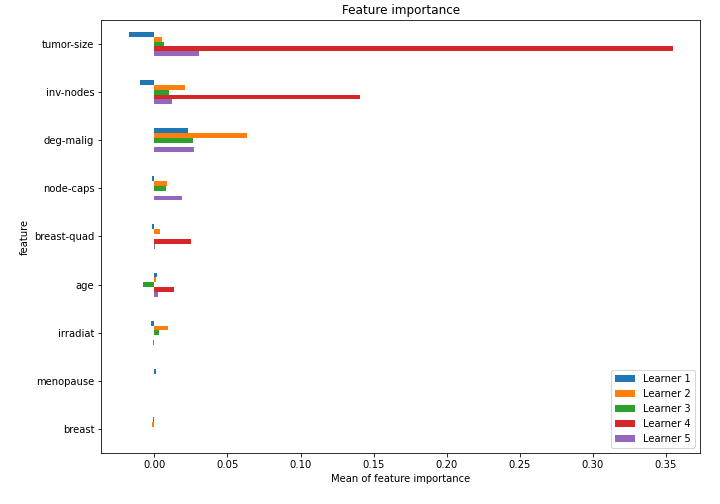 Feature importance
tumor-size
inv-nodes
deg-malig
node-caps
breast-quad
age
irradiat
menopause
breast
feature
Learner 1
Learner 2
Learner 3
Learner 4
Learner 5
0.00 0.05 0.10 0.15 0.20 0.25 0.30 0.35
Mean of feature importance